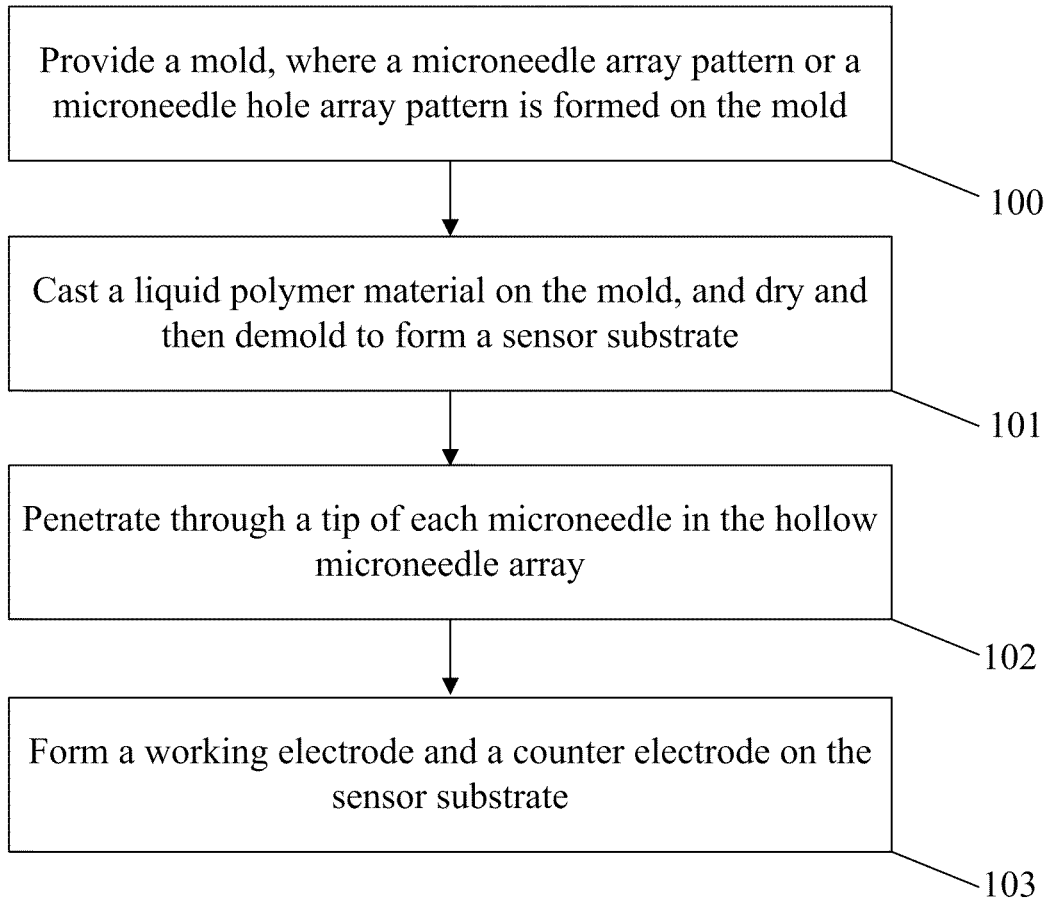 Provide a mold, where a microneedle array pattern or a
microneedle hole array pattern is formed on the mold
100
Cast a liquid polymer material on the mold, and dry and
then demold to form a sensor substrate
101
Penetrate through a tip of each microneedle in the hollow
microneedle array
102
Form a working electrode and a counter electrode on the
sensor substrate
103